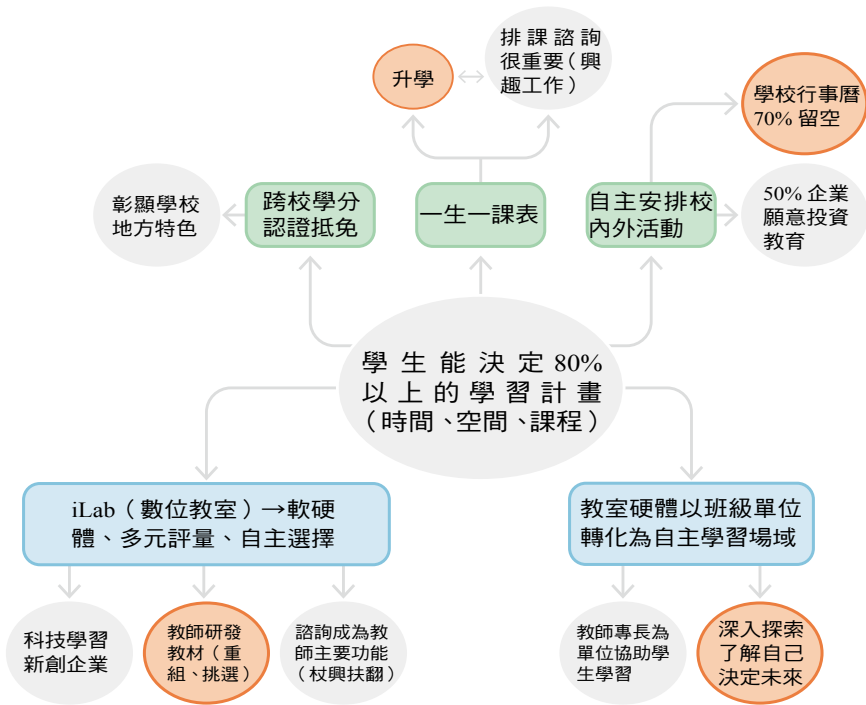 升學
排課諮詢
很重要(興
趣工作)
學校行事曆
70% 留空
彰顯學校
地方特色
跨校學分
認證抵免
一生一課表
自主安排校
內外活動
50% 企業
願意投資
教育
學生能決定 80%
以上的學習計畫
(時間、空間、課程)
iLab(數位教室)→軟硬
體、多元評量、自主選擇
教室硬體以班級單位
轉化為自主學習場域
科技學習
新創企業
教師研發
教材(重
組、挑選)
諮詢成為教
師主要功能
(杖興扶翻)
教師專長為
單位協助學
生學習
深入探索
了解自己
決定未來